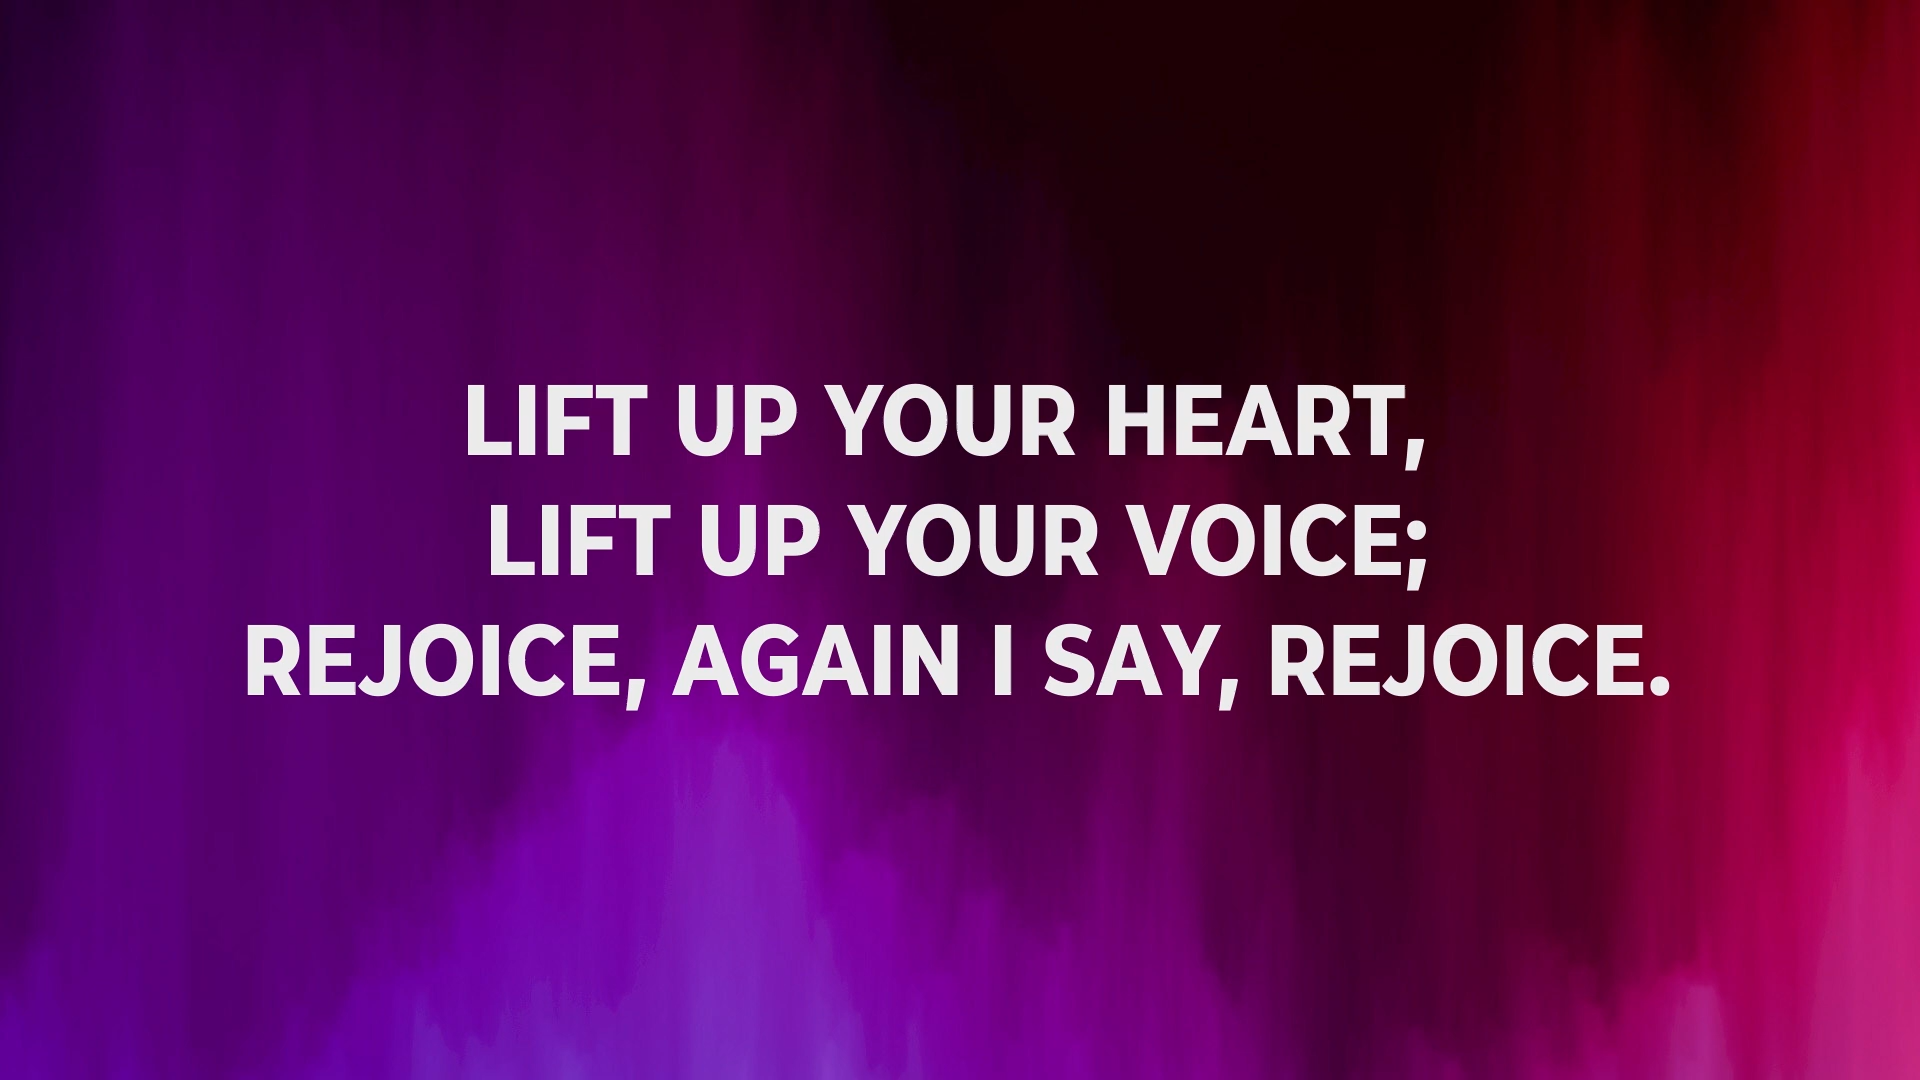 LIFT UP YOUR HEART,
LIFT UP YOUR VOICE;
REJOICE, AGAIN I SAY, REJOICE.